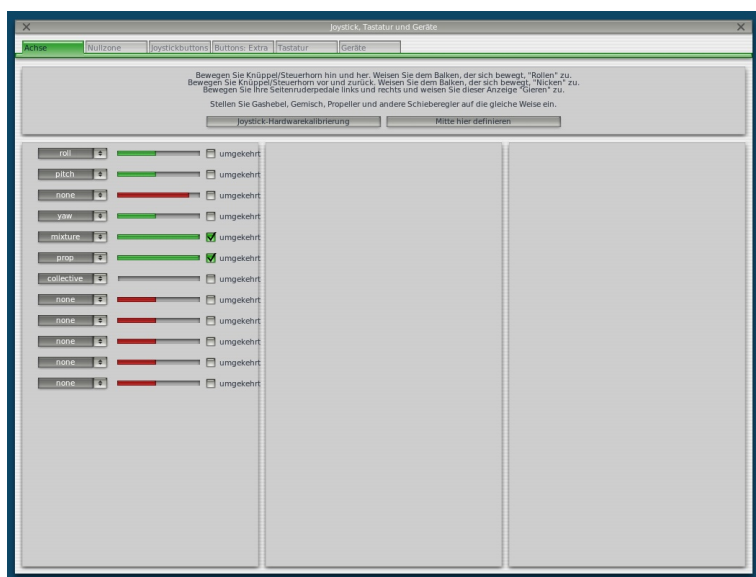 Joystick, Tastatur und Geräte
Achse Nullzone Joystickbuttons Buttons: Extra Tastatur Geräte
Bewegen Sie Knüppel/Steuerhorn hin und her. Weisen Sie dem Balken, der sich bewegt, "Rollen" zu.
Bewegen Sie Knüppel/Steuerhorn vor und zurück. Weisen Sie dem Balken, der sich bewegt, "Nicken" zu.
Bewegen Sie Ihre Seitenruderpedale links und rechts und weisen Sie dieser Anzeige "Gieren" zu.
Stellen Sie Gashebel, Gemisch, Propeller und andere Schieberegler auf die gleiche Weise ein.
Joystick-Hardwarekalibrierung Mitte hier definieren
roll umgekehrt
pitch umgekehrt
none umgekehrt
yaw umgekehrt
mixture umgekehrt
prop umgekehrt
collective umgekehrt
none umgekehrt
none umgekehrt
none umgekehrt
none umgekehrt
none umgekehrt